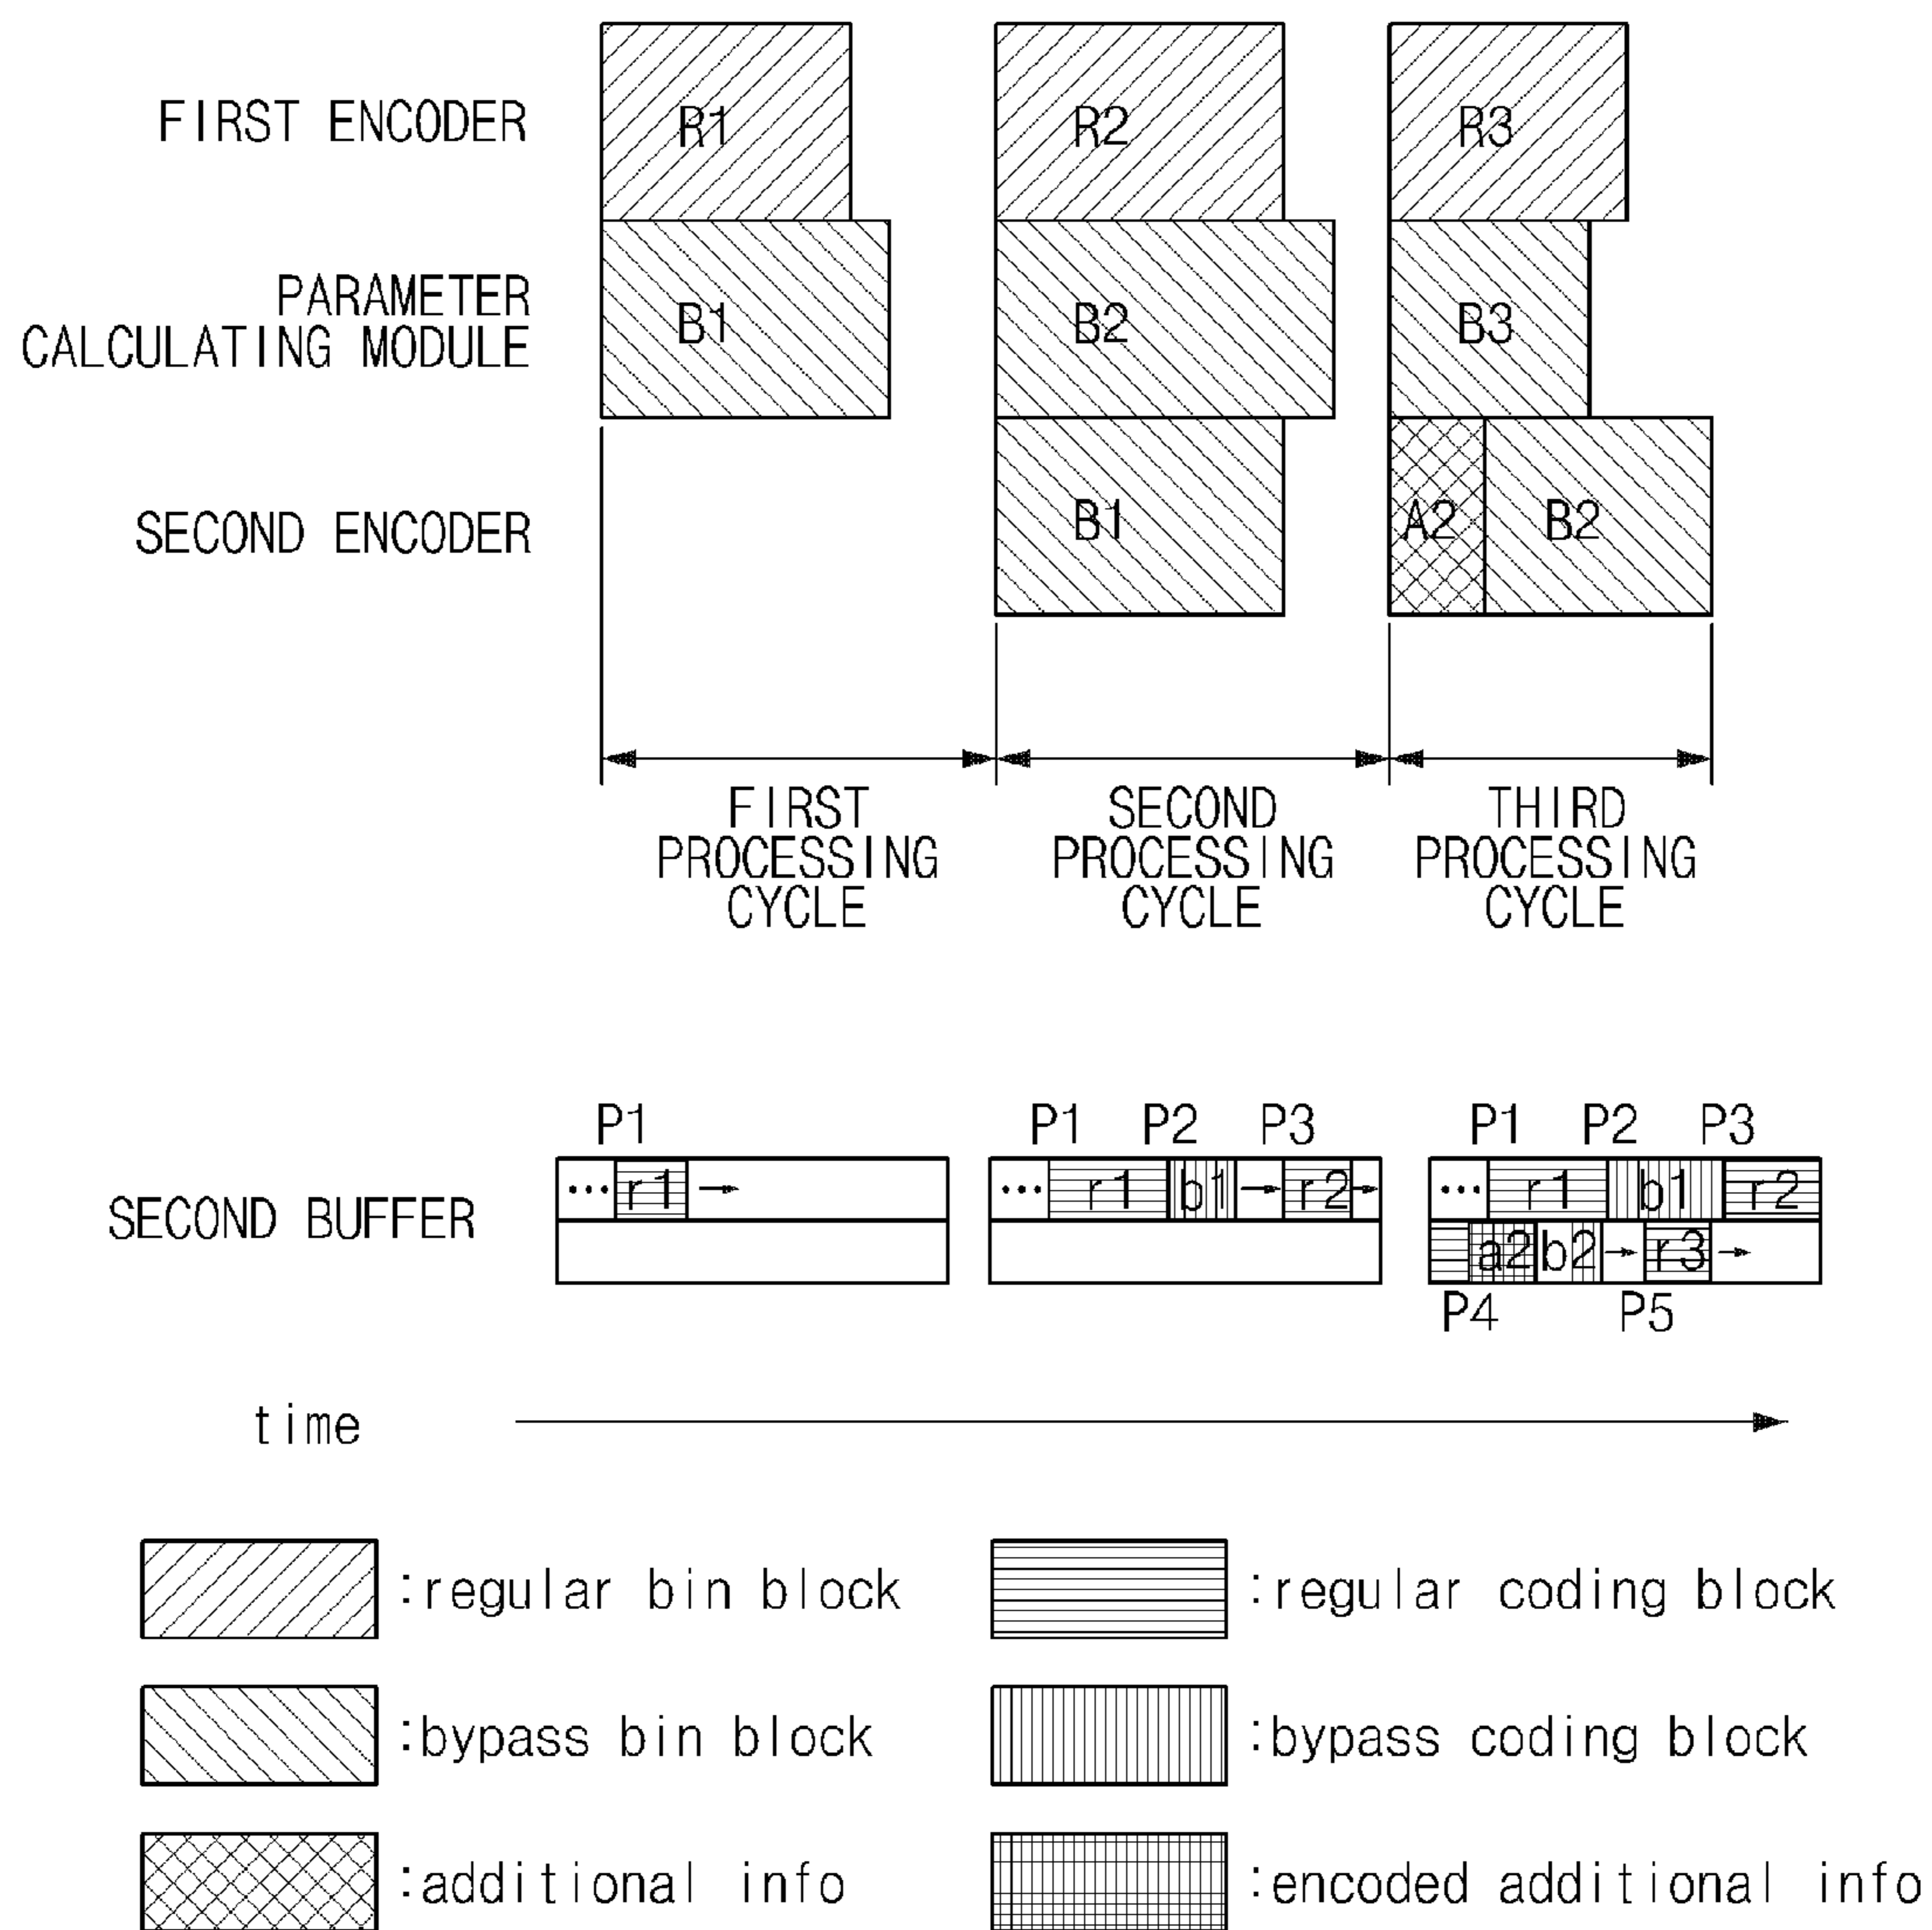 FIRST ENCODER
R1
R2
R3
PARAMETER
CALCULATING MODULE
B1
B2
B3
SECOND ENCODER
B1
A2
B2
FIRST
PROCESSING
CYCLE
SECOND
PROCESSING
CYCLE
THIRD
PROCESSING
CYCLE
P1
P1 P2 P3
P1 P2 P3
SECOND BUFFER
... r1
... r1 b1 r2
... r1 b1 r2
a2 b2 r3
P4 P5
time
:regular bin block
:regular coding block
:bypass bin block
:bypass coding block
:additional info
:encoded additional info